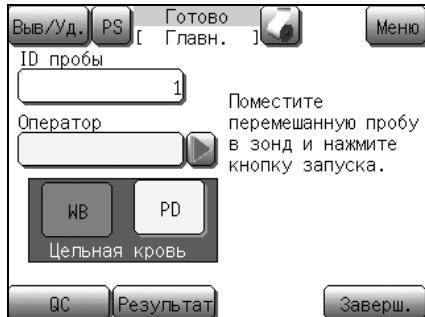 Выв/Уд. PS Готово Меню
[ Главн. ]
ID пробы
1
Поместите
Оператор перемешанную пробу
в зонд и нажмите
кнопку запуска.
WB PD
Цельная кровь
QC Результат Заверш.